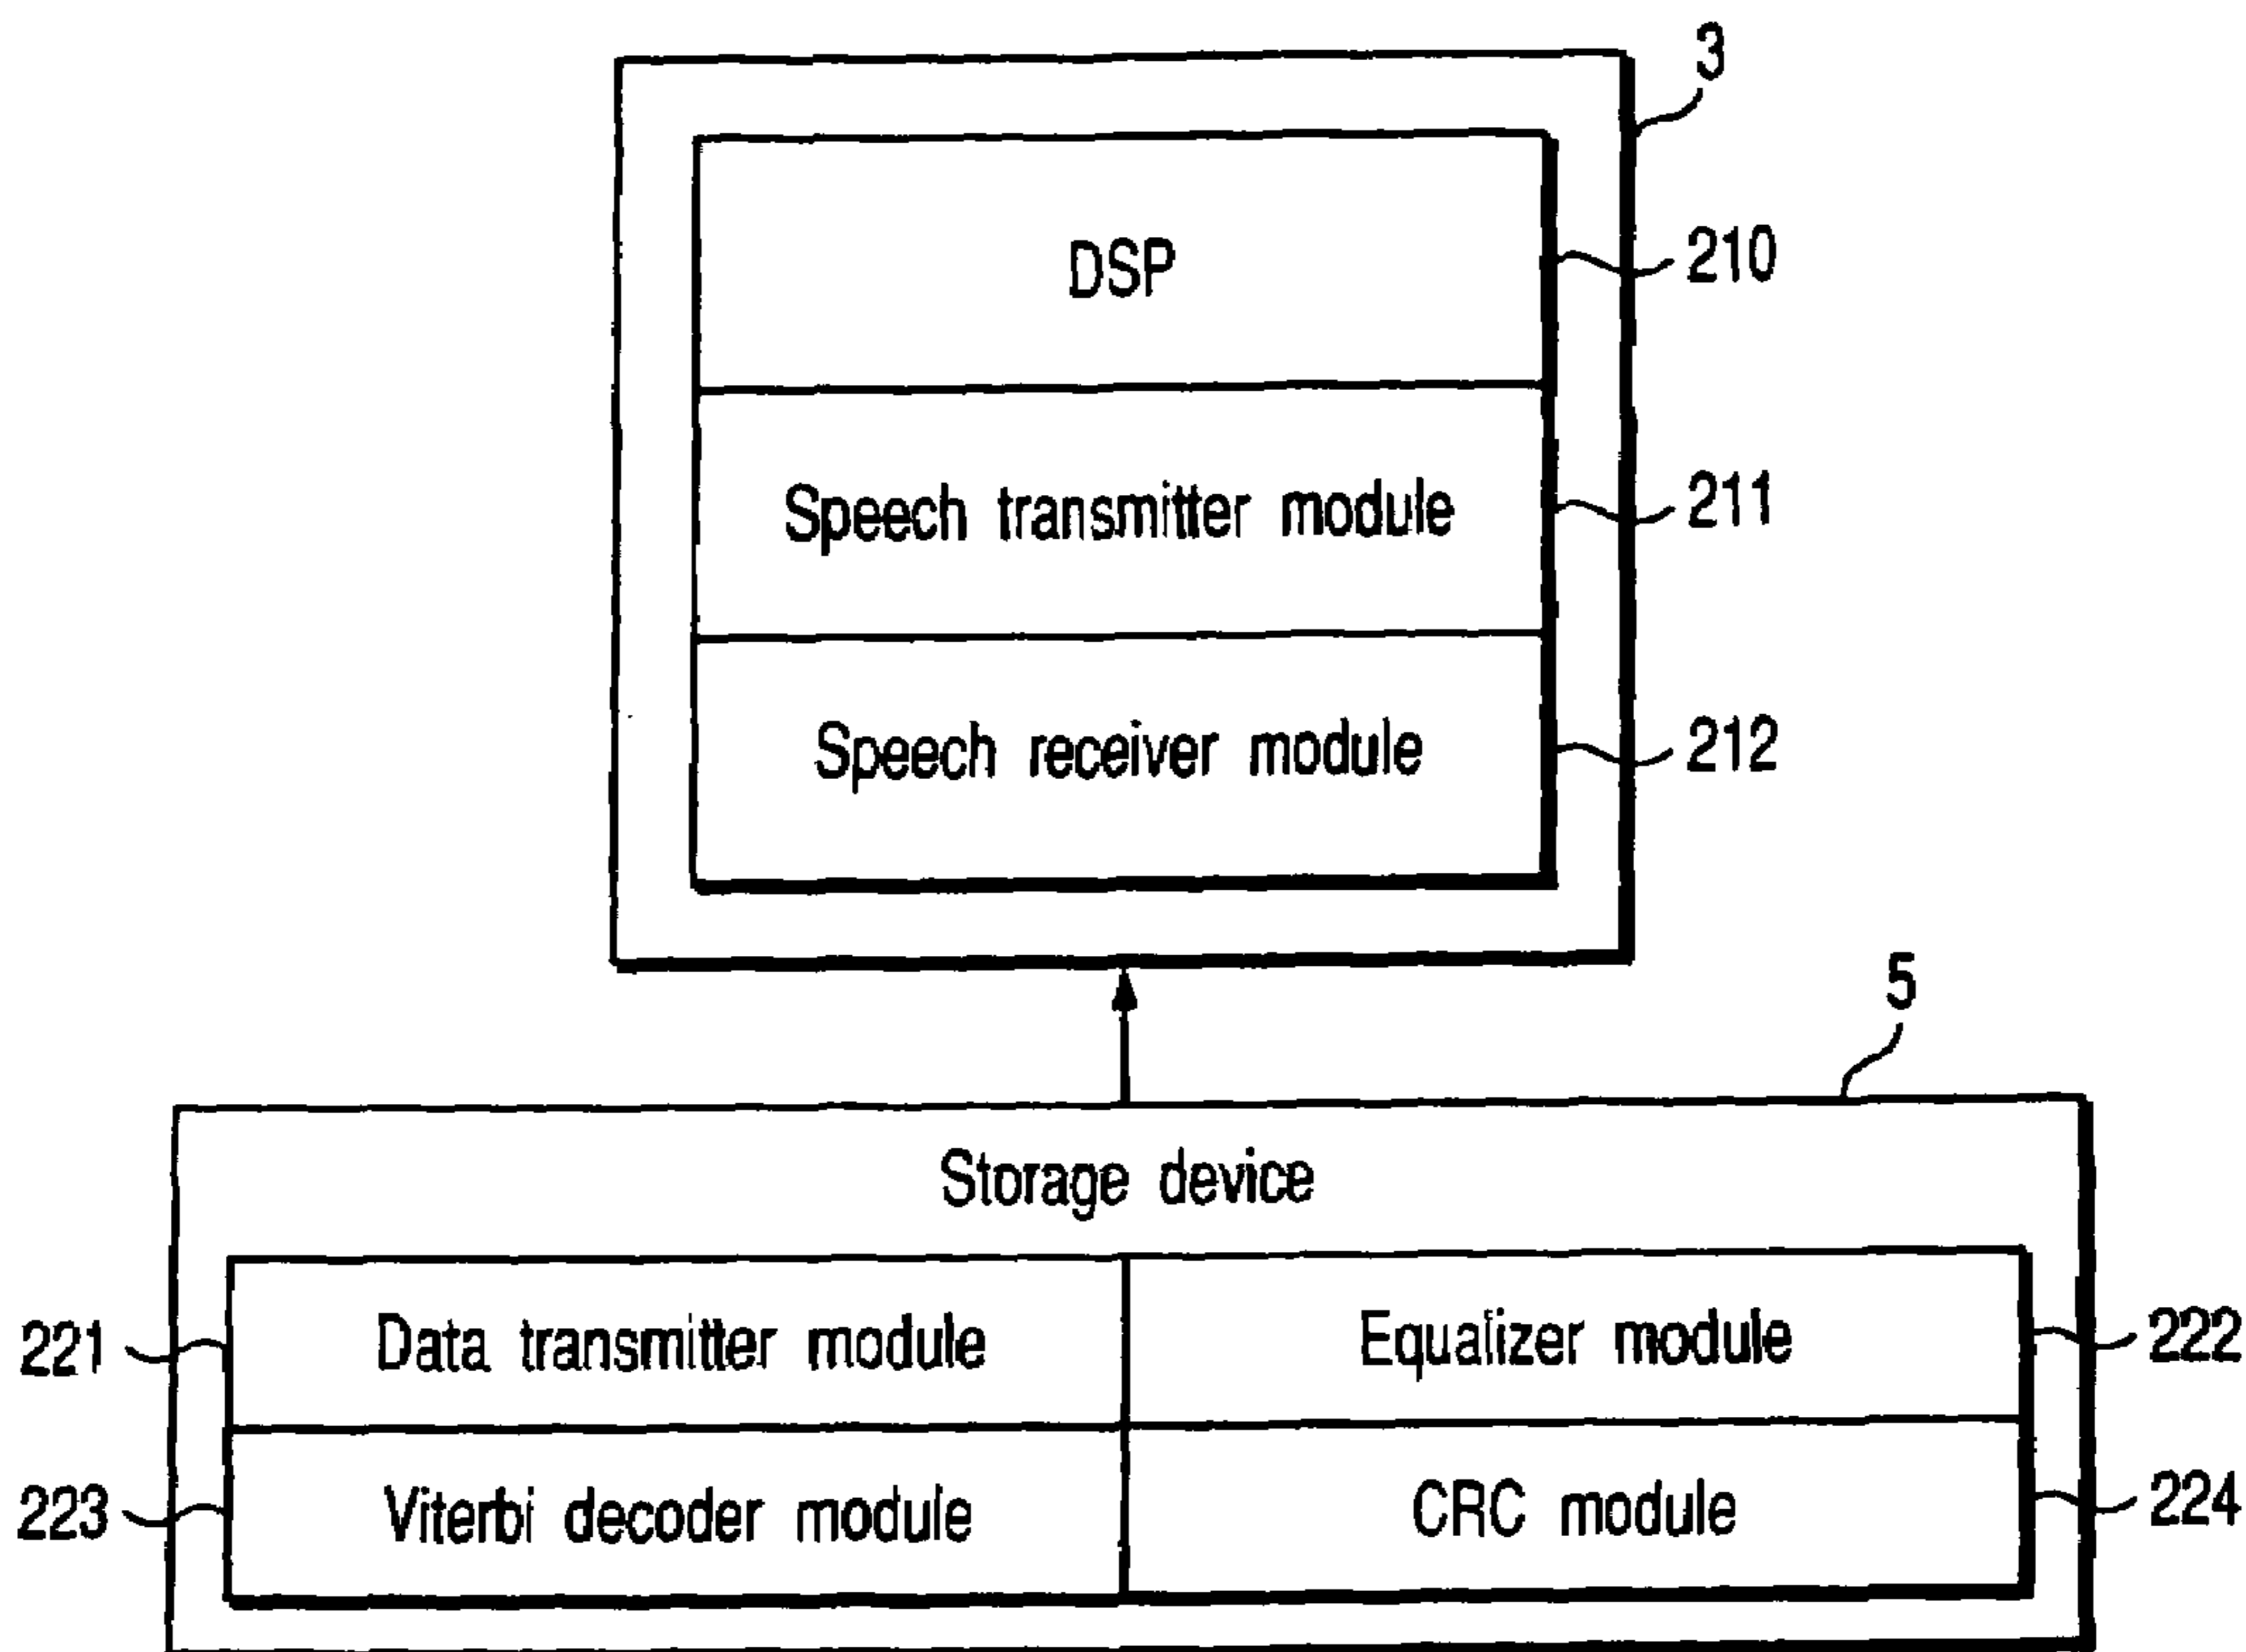 3
DSP
210
Speech transmitter module
211
Speech receiver module
212
5
Storage device
221
Data transmitter module
Equalizer module
222
223
Viterbi decoder module
CRC module
224